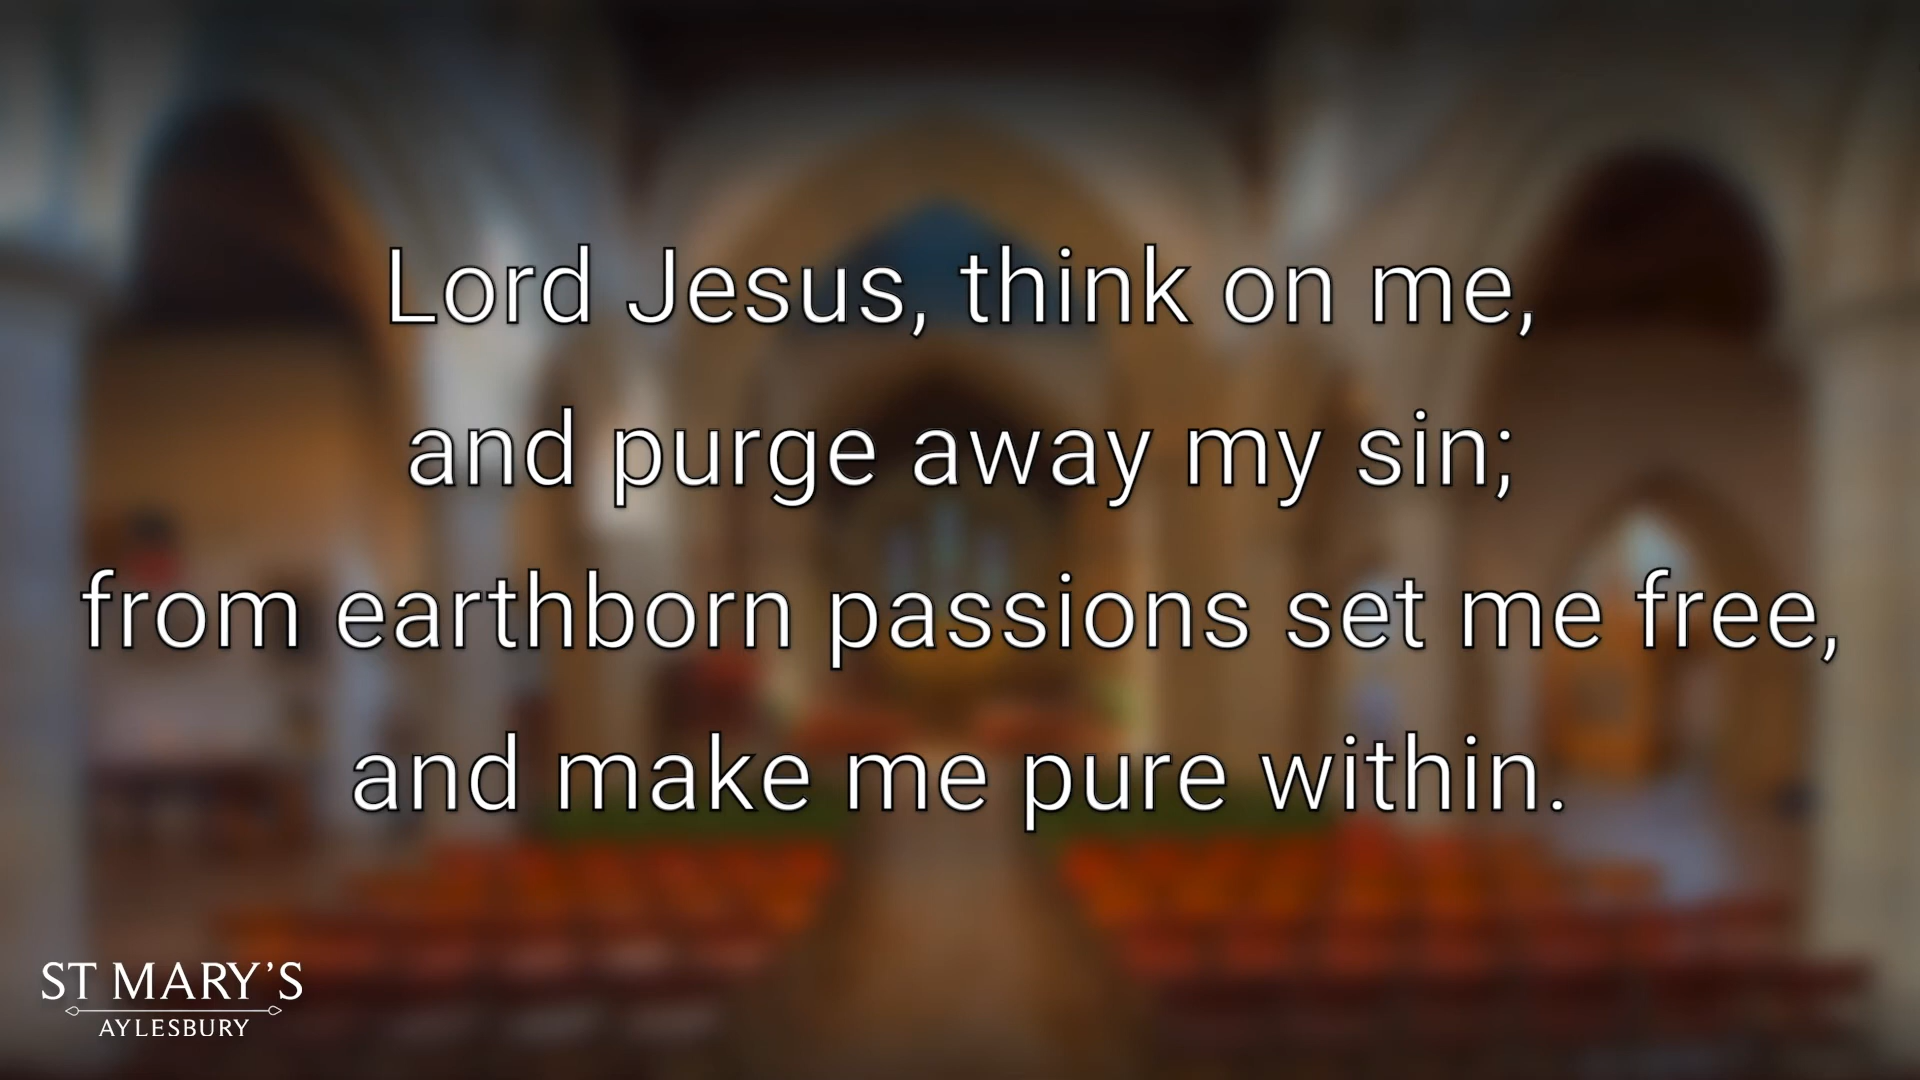 Lord Jesus, think on me,
and purge away my sin;
from earthborn passions set me free,
and make me pure within.
ST MARY'S
AYLESBURY